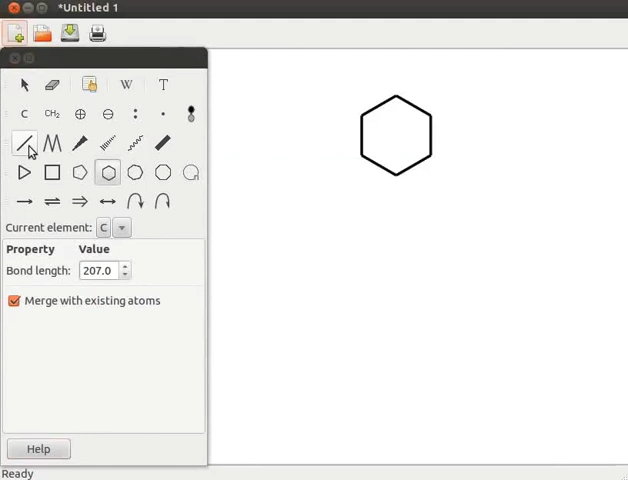 *Untitled 1
W T
C CH2
Current element: C
Property Value
Bond length: 207.0
Merge with existing atoms
Help
Ready